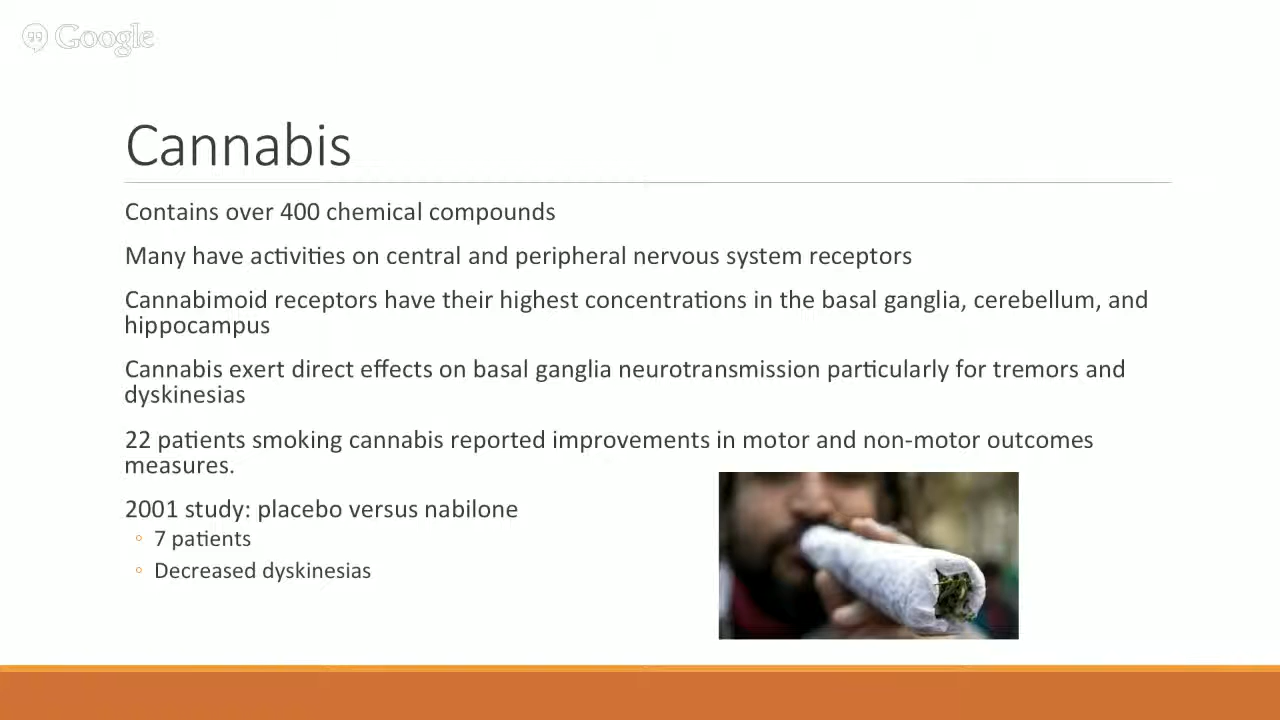 Google
Cannabis
Contains over 400 chemical compounds
Many have activities on central and peripheral nervous system receptors
Cannabimoid receptors have their highest concentrations in the basal ganglia, cerebellum, and
hippocampus
Cannabis exert direct effects on basal ganglia neurotransmission particularly for tremors and
dyskinesias
22 patients smoking cannabis reported improvements in motor and non-motor outcomes
measures.
2001 study: placebo versus nabilone
◦ 7 patients
◦ Decreased dyskinesias